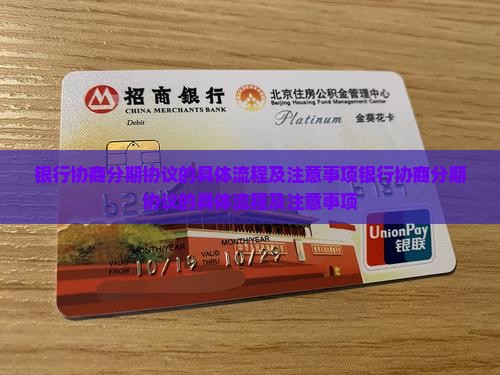 招商银行
CHINA MERCHANTS BANK
Debit
北京住房公积金管理中心
Beijing Housing Fund Management Center
Platinum 金葵花卡
银行协商分期协议的具体流程及注意事项银行协商分期
协议的具体流程及注意事项
MONTH/YEAR MONTH/YEAR
VALID FROM 10/19 VALID THRU 10/29
UnionPay
银联